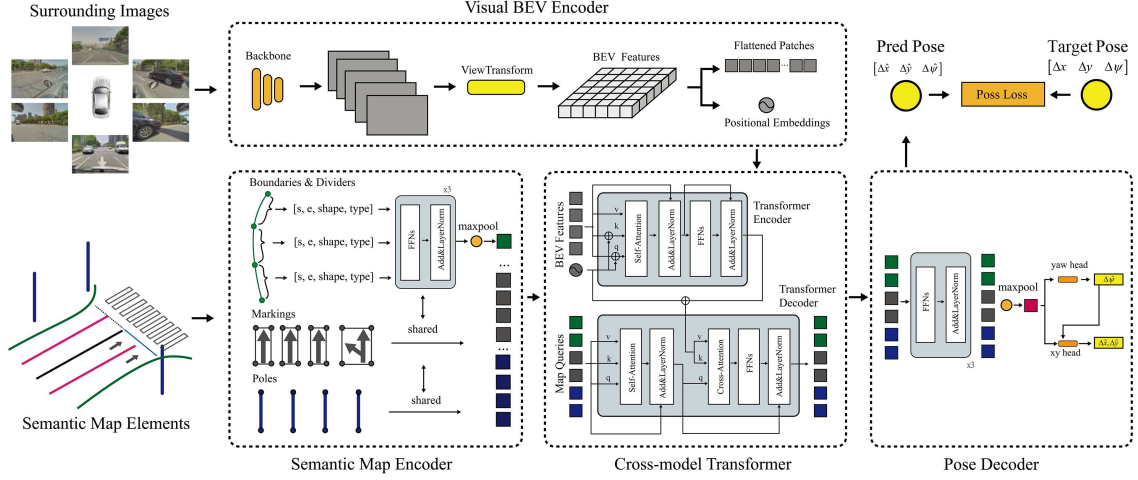 Surrounding Images
Visual BEV Encoder
Backbone
ViewTransform
BEV Features
Flattened Patches
...
Positional Embeddings
Pred Pose
[Δx̂ Δŷ Δψ̂]
Poss Loss
Target Pose
[Δx Δy Δψ]
Semantic Map Elements
Boundaries & Dividers
[s, e, shape, type]
[s, e, shape, type]
[s, e, shape, type]
x3
FFNs
Add&LayerNorm
maxpool
...
shared
Markings
...
Poles
shared
Semantic Map Encoder
BEV Features
v
k
q
Self-Attention
Add&LayerNorm
FFNs
Add&LayerNorm
Transformer
Encoder
Transformer
Decoder
Map Queries
v
k
q
Self-Attention
Add&LayerNorm
v
k
q
Cross-Attention
FFNs
Add&LayerNorm
Cross-model Transformer
FFNs
Add&LayerNorm
x3
maxpool
yaw head
Δψ̂
xy head
Δx̂, Δŷ
Pose Decoder